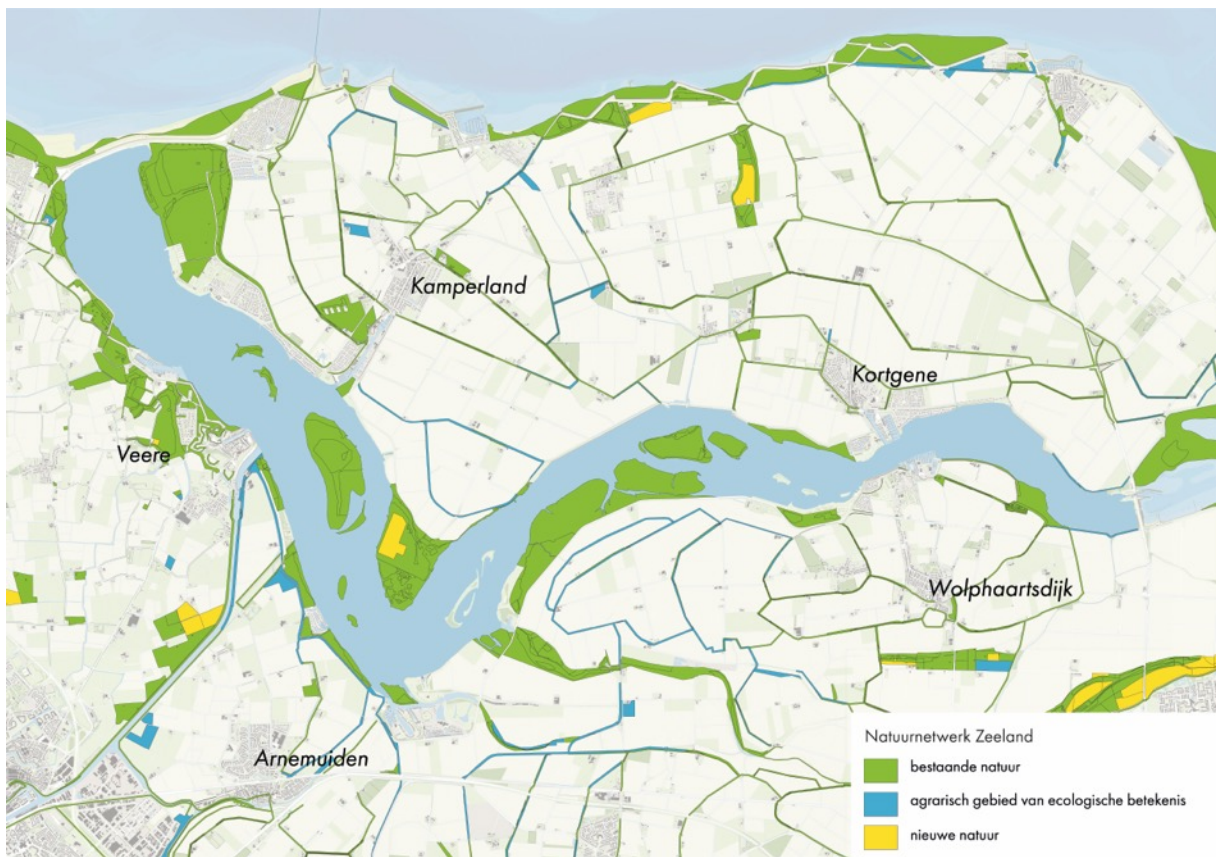 Kamperland
Kortgene
Veere
Wolphaartsdijk
Arnemuiden
Natuurnetwerk Zeeland
bestaande natuur
agrarisch gebied van ecologische betekenis
nieuwe natuur